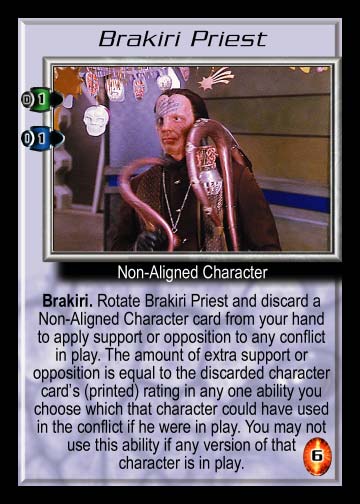 Brakiri Priest
D 1
I 1
Non-Aligned Character
Brakiri. Rotate Brakiri Priest and discard a
Non-Aligned Character card from your hand
to apply support or opposition to any conflict
in play. The amount of extra support or
opposition is equal to the discarded character
card's (printed) rating in any one ability you
choose which that character could have used
in the conflict if he were in play. You may not
use this ability if any version of that
character is in play.
6